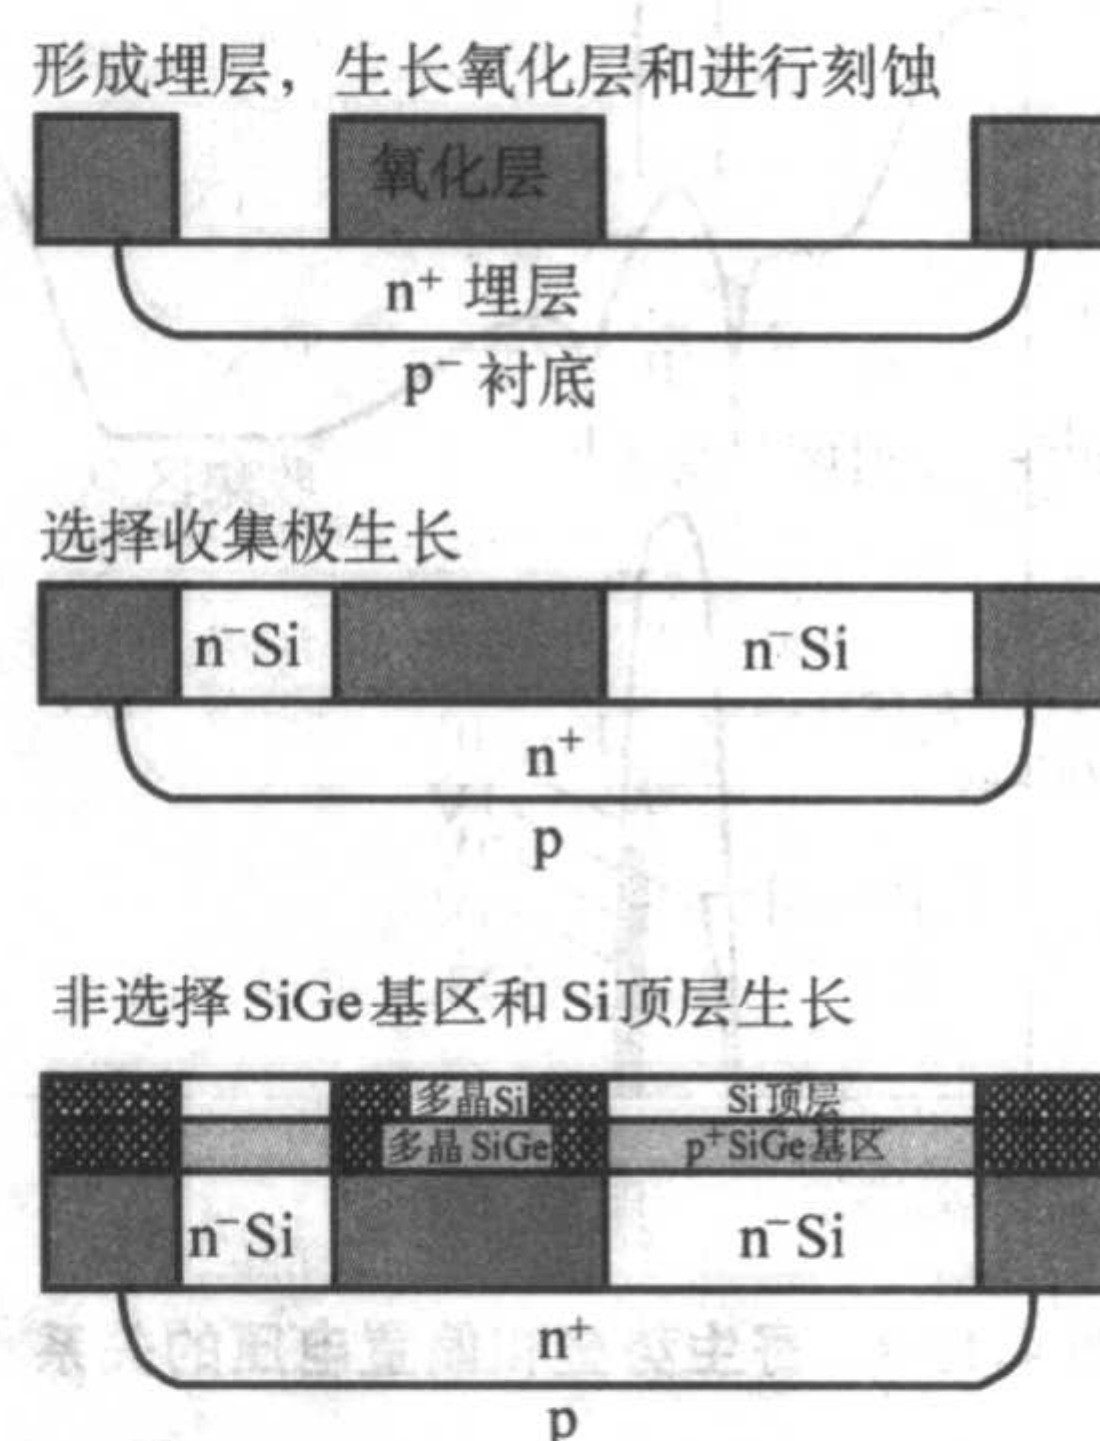 形成埋层，生长氧化层和进行刻蚀
氧化层
n⁺ 埋层
p⁻ 衬底
选择收集极生长
n⁻Si n⁻Si
n⁺
p
非选择 SiGe基区和 Si顶层生长
多晶Si Si 顶层
多晶 SiGe p⁺SiGe基区
n⁻Si n⁻Si
n⁺
p